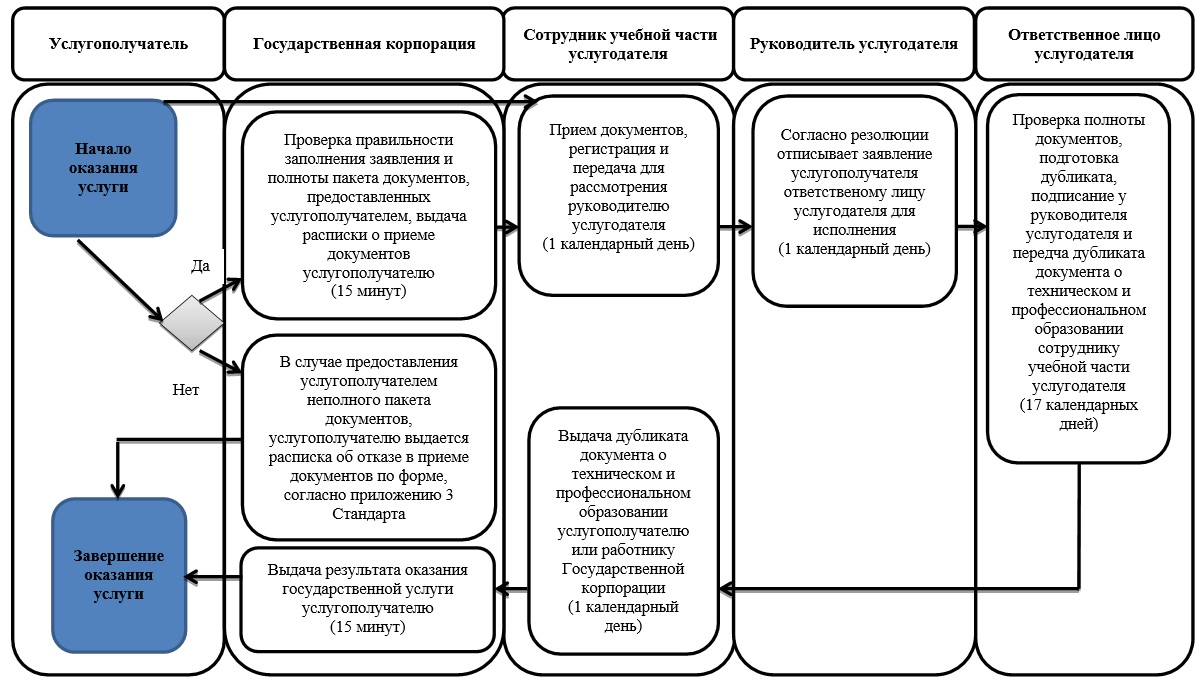 Услугополучатель
Государственная корпорация
Сотрудник учебной части
услугодателя
Руководитель услугодателя
Ответственное лицо
услугодателя
Начало
оказания
услуги
Да
Нет
Проверка правильности
заполнения заявления и
полноты пакета документов,
предоставленных
услугополучателем, выдача
расписки о приеме
документов
услугополучателю
(15 минут)
Прием документов,
регистрация и
передача для
рассмотрения
руководителю
услугодателя
(1 календарный день)
Согласно резолюции
отписывает заявление
услугополучателя
ответственому лицу
услугодателя для
исполнения
(1 календарный день)
Проверка полноты
документов,
подготовка
дубликата,
подписание у
руководителя
услугодателя и
передча дубликата
документа о
техническом и
профессиональном
образовании
сотруднику
учебной части
услугодателя
(17 календарных
дней)
В случае предоставления
услугополучателем
неполного пакета
документов,
услугополучателю выдается
расписка об отказе в приеме
документов по форме,
согласно приложению 3
Стандарта
Выдача дубликата
документа о
техническом и
профессиональном
образовании
услугополучателю
или работнику
Государственной
корпорации
(1 календарный
день)
Завершение
оказания
услуги
Выдача результата оказания
государственной услуги
услугополучателю
(15 минут)